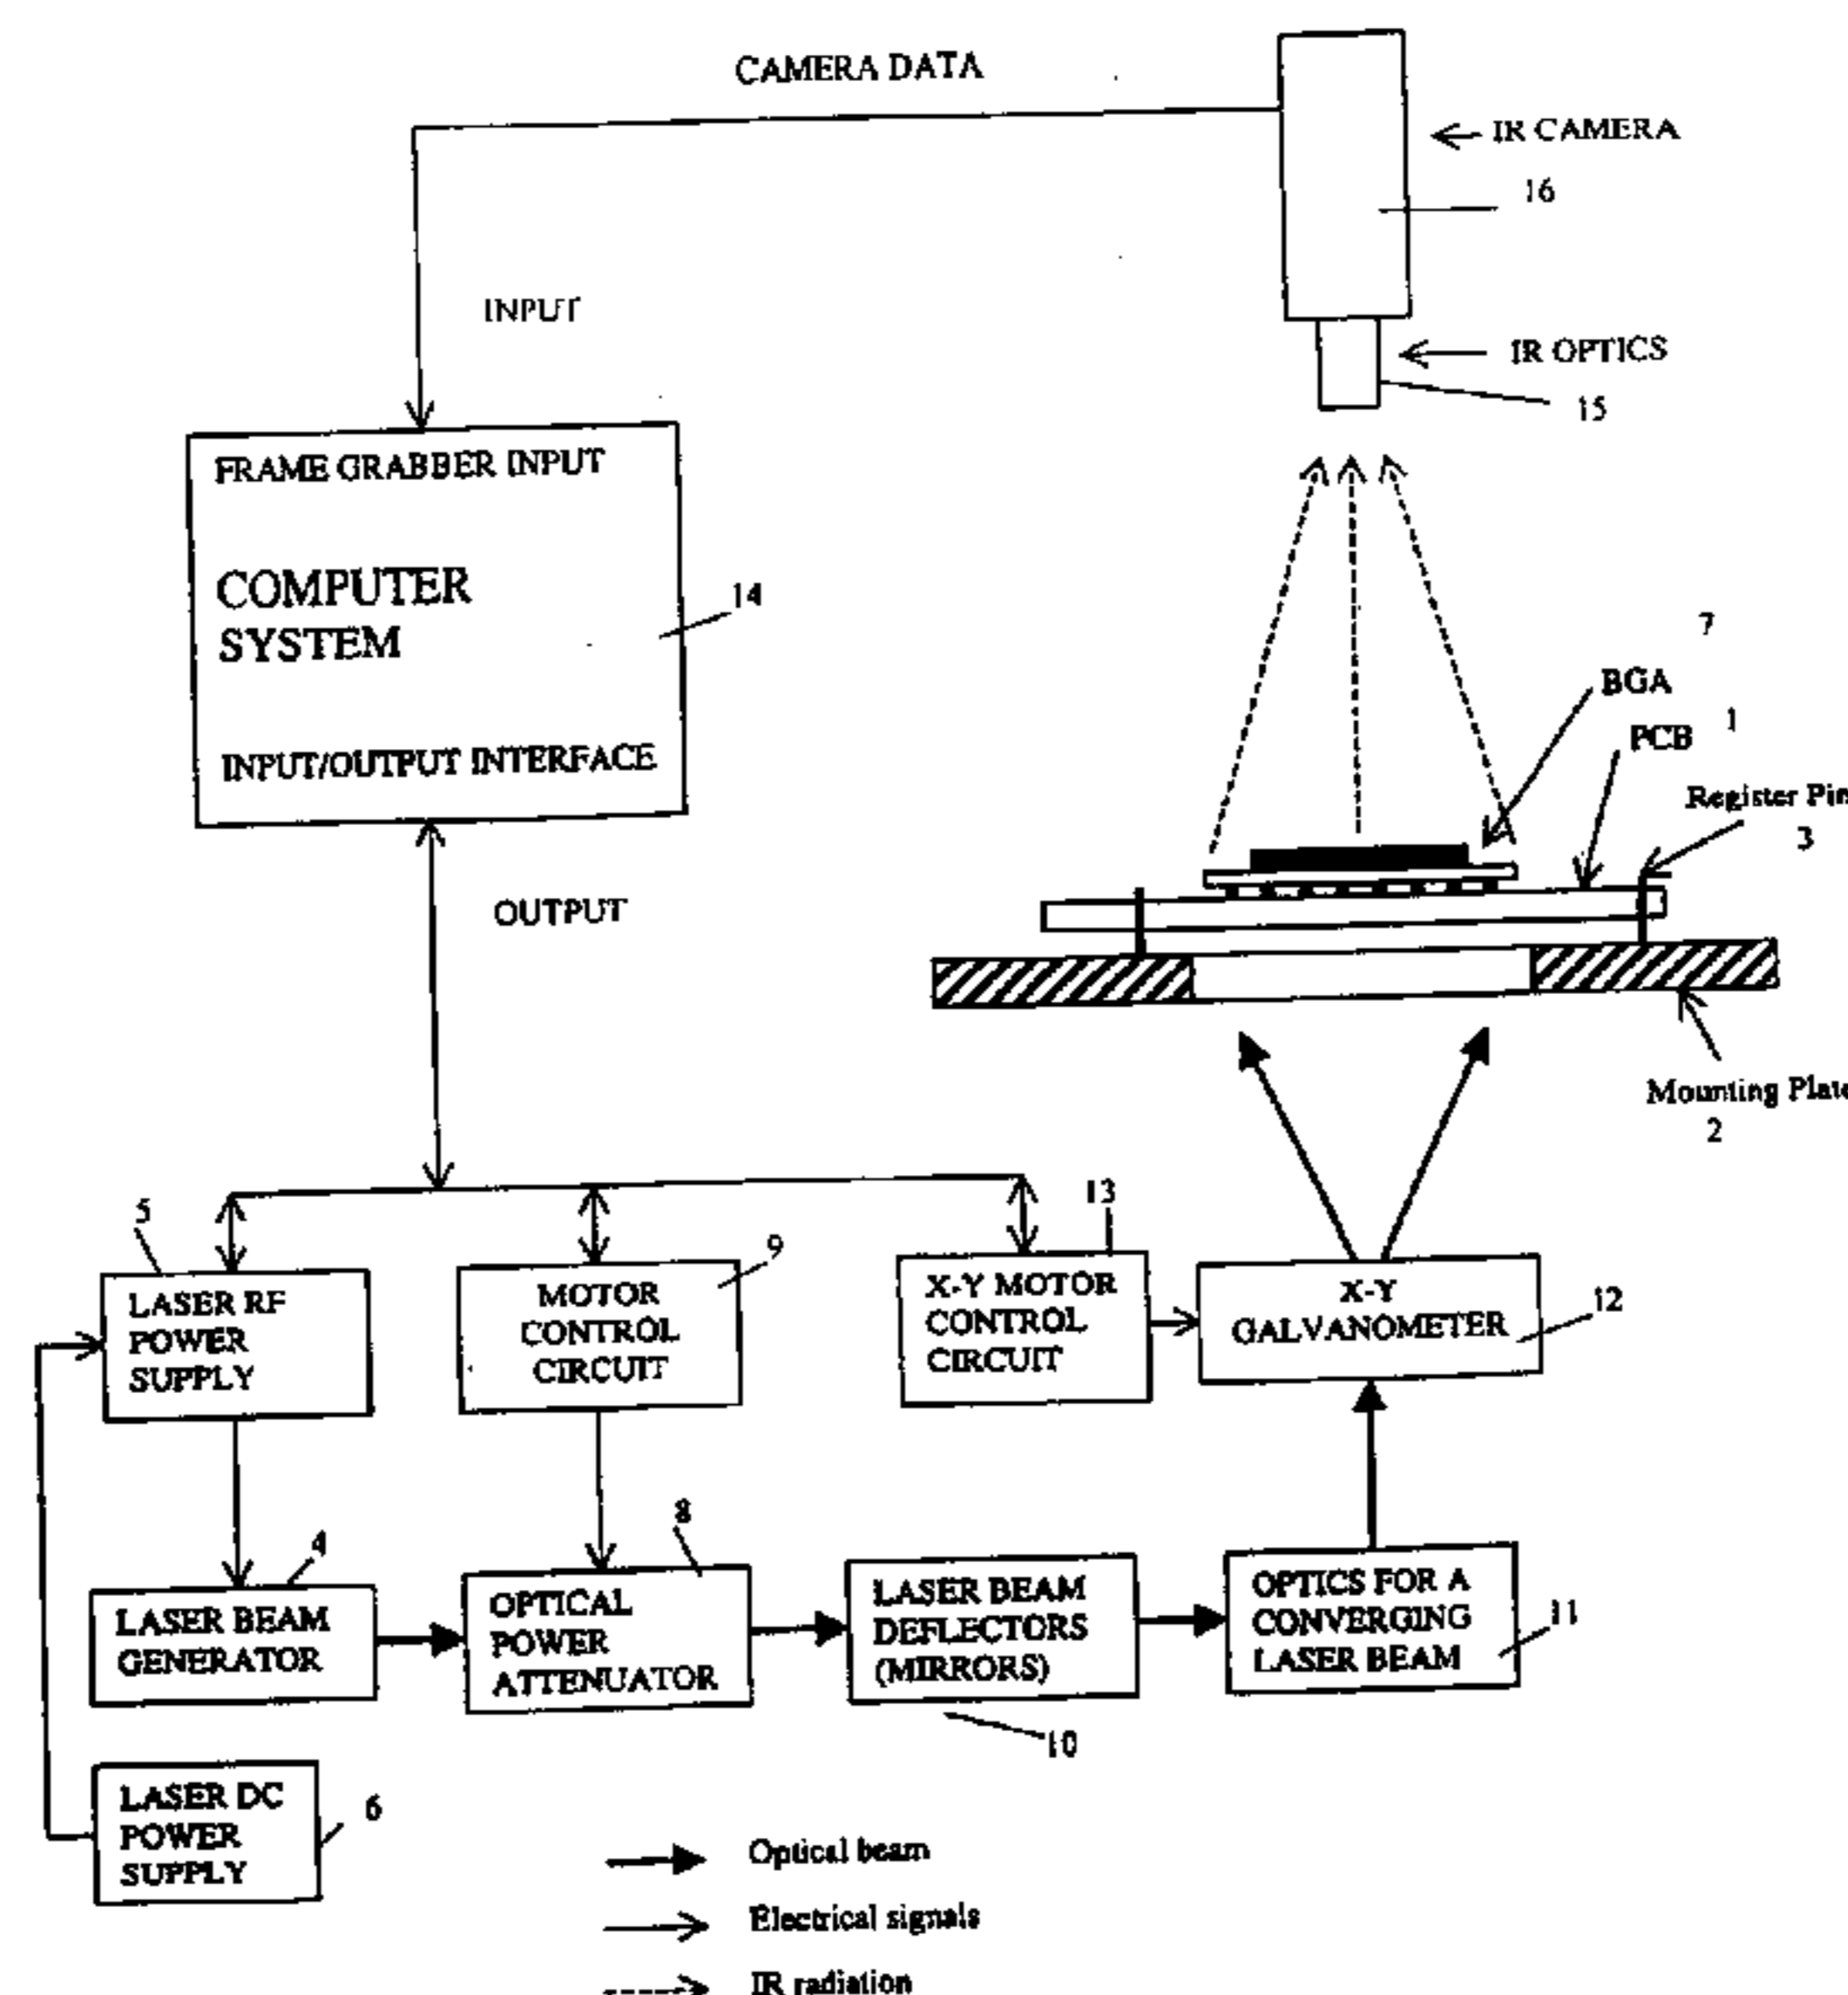 CAMERA DATA
IR CAMERA
16
INPUT
IR OPTICS
15
FRAME GRABBER INPUT
COMPUTER
SYSTEM
14
INPUT/OUTPUT INTERFACE
7
BGA
1
PCB
Register Pin
3
OUTPUT
Mounting Plate
2
5
9
13
12
LASER RF
POWER
SUPPLY
MOTOR
CONTROL
CIRCUIT
X-Y MOTOR
CONTROL
CIRCUIT
X-Y
GALVANOMETER
4
8
LASER BEAM
GENERATOR
OPTICAL
POWER
ATTENUATOR
LASER BEAM
DEFLECTORS
(MIRRORS)
OPTICS FOR A
CONVERGING
LASER BEAM
11
10
LASER DC
POWER
SUPPLY
6
Optical beam
Electrical signals
IR radiation